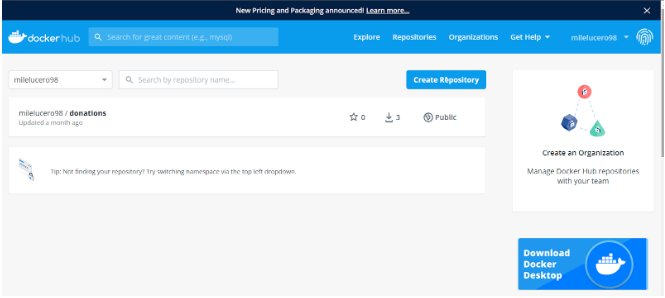 New Pricing and Packaging announced! Learn more...
docker hub
Search for great content (e.g., mysql)
Explore
Repositories
Organizations
Get Help
milelucero98
milelucero98
Search by repository name...
Create Repository
milelucero98 / donations
Updated a month ago
0
3
Public
Tip: Not finding your repository? Try switching namespace via the top left dropdown.
Create an Organization
Manage Docker Hub repositories
with your team
Download
Docker
Desktop